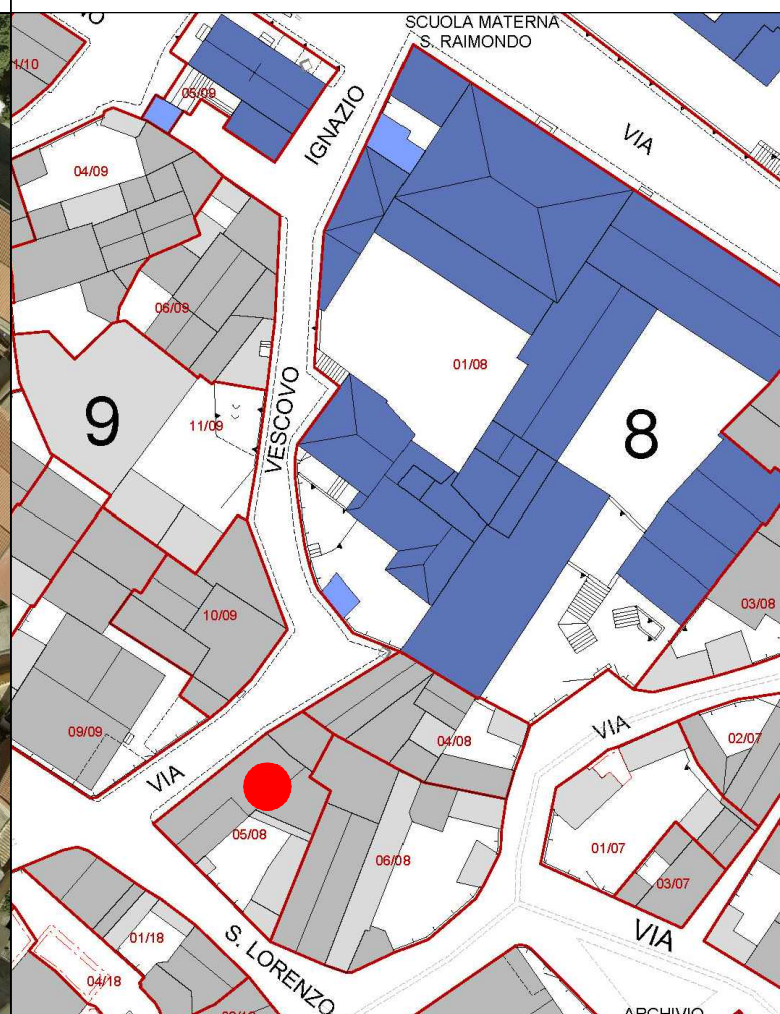 SCUOLA MATERNA
S. RAIMONDO
1/10
IGNAZIO
VIA
05/09
04/09
06/09
01/08
9
8
11/09
VESCOVO
10/09
03/08
09/09
VIA
04/08
VIA
02/07
05/08
06/08
01/07
03/07
VIA
01/18
S. LORENZO
04/18
ARCHIVIO